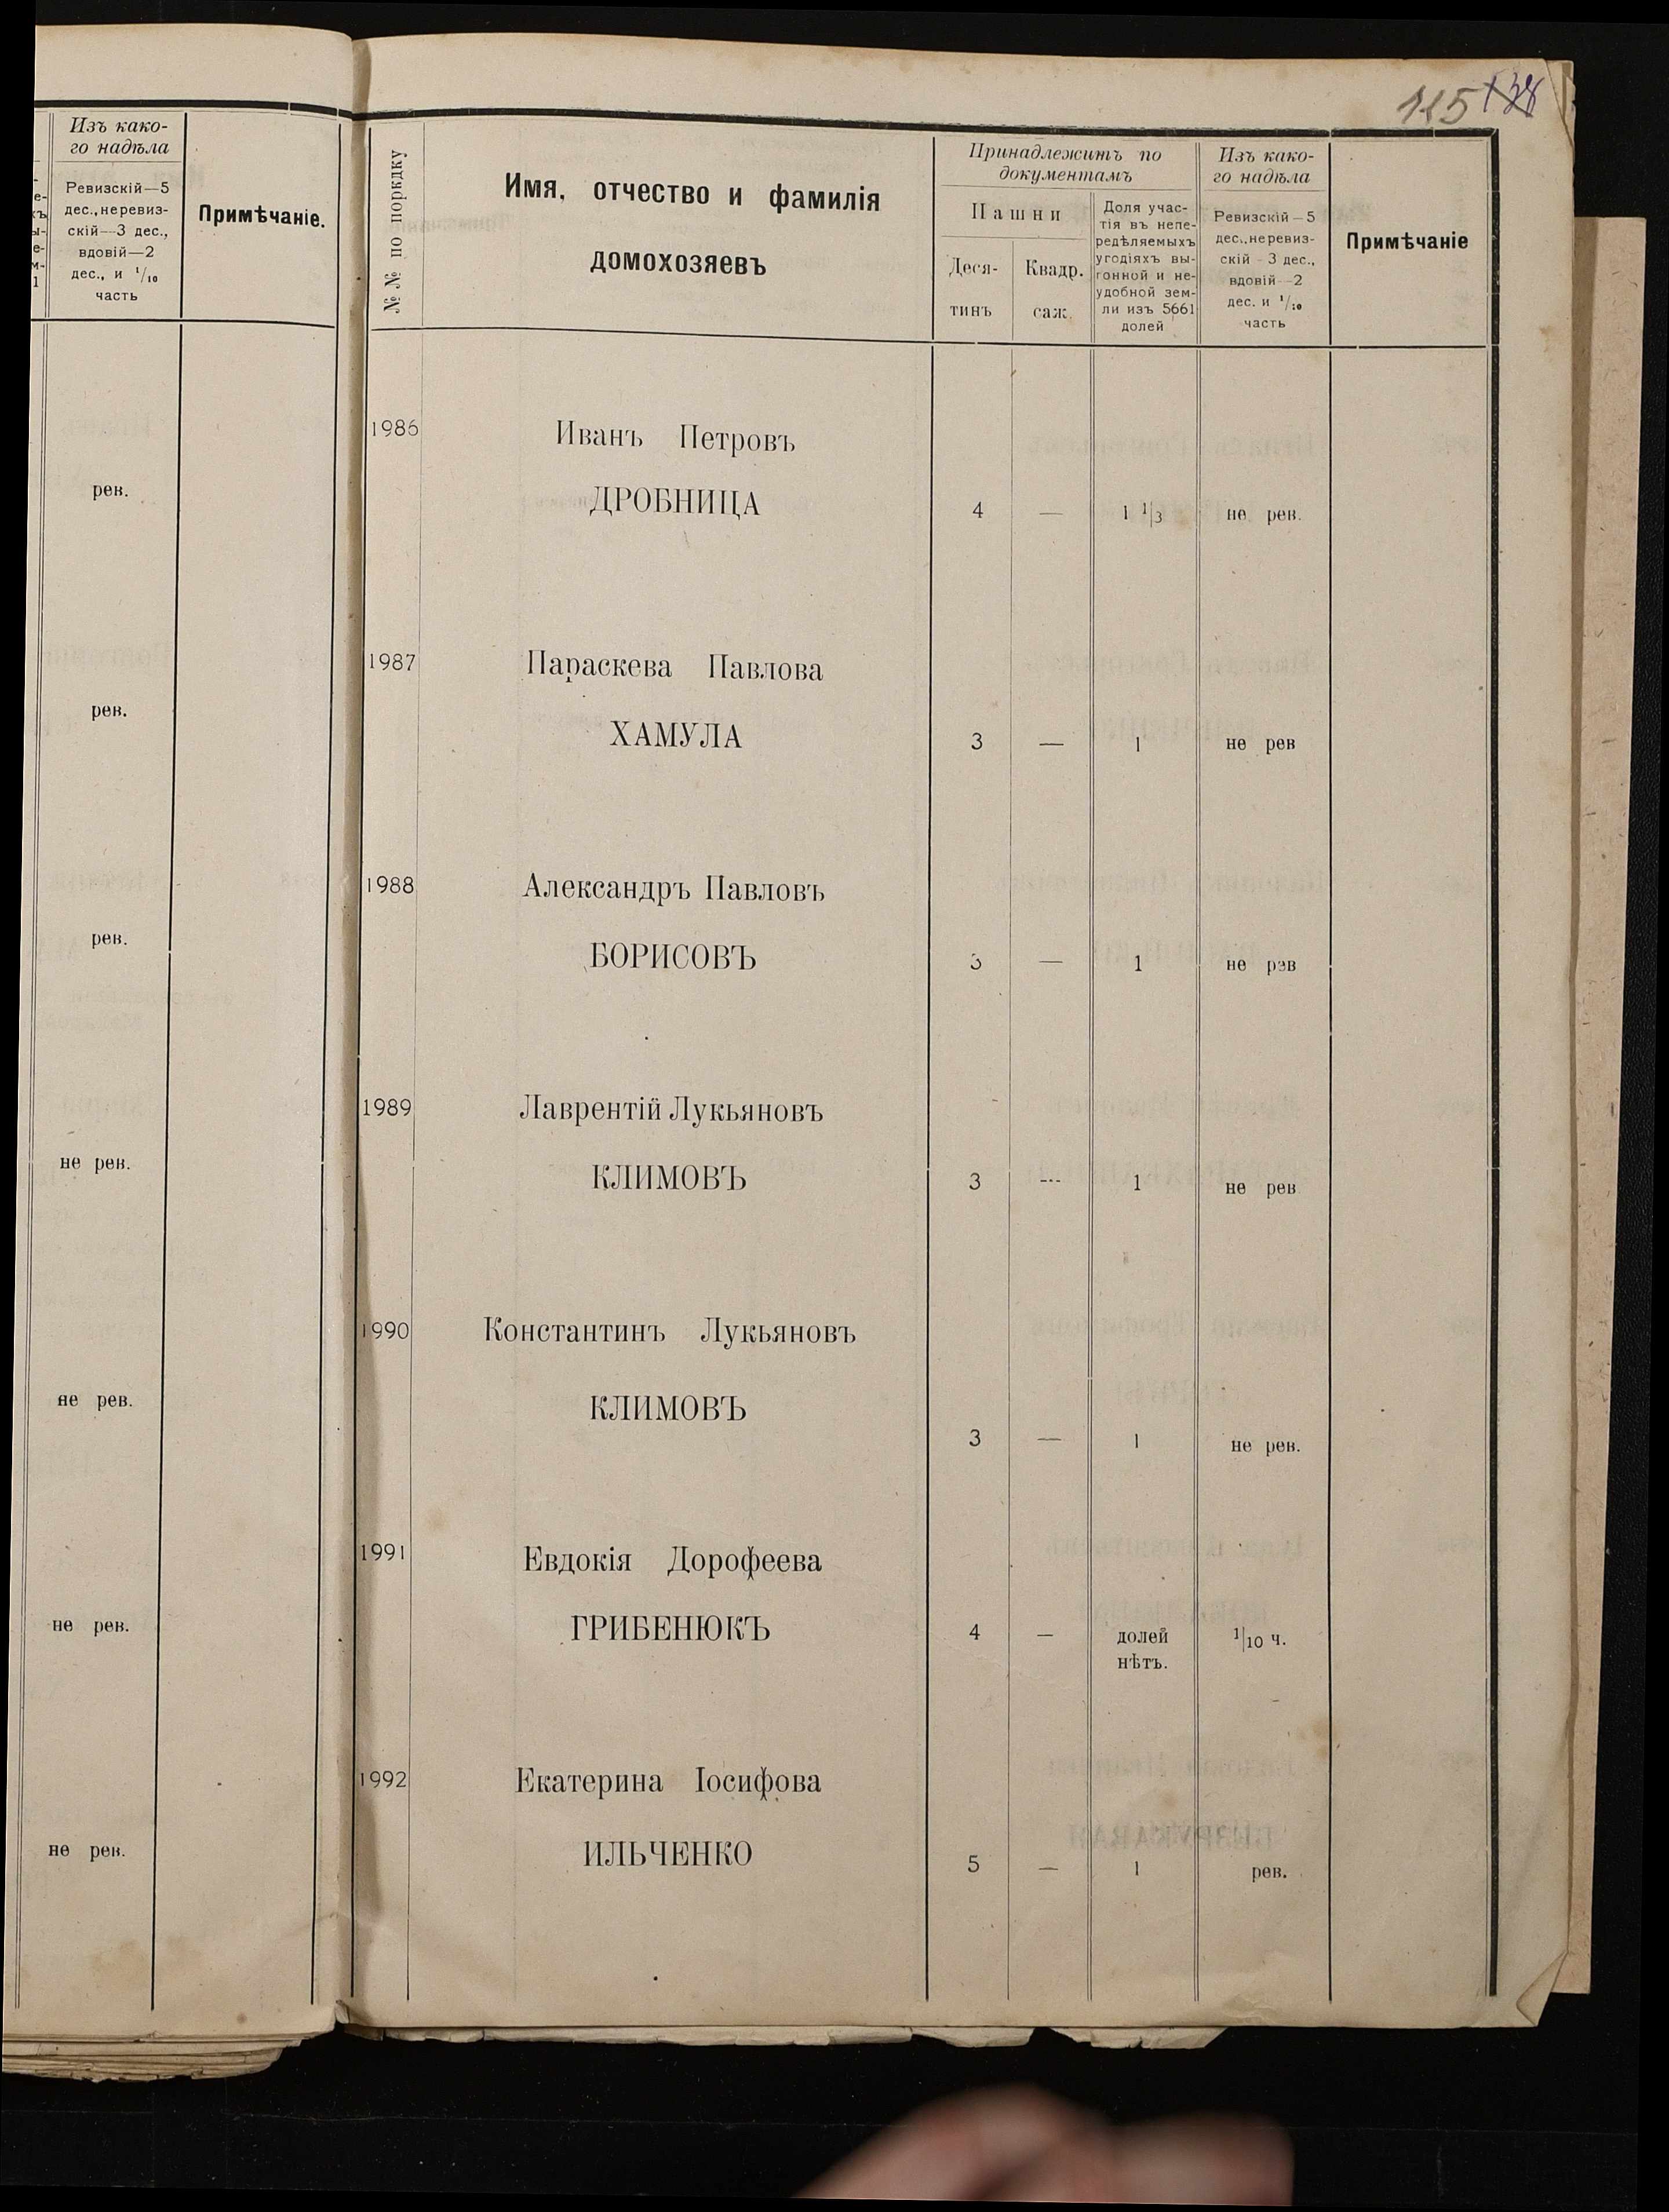 115 138
Изъ како-
го надѣла
Ревизскій—5
дес., неревиз-
скій—3 дес.,
вдовій—2
дес., и 1/10
часть
Примѣчаніе.
рев.
рев.
рев.
не рев.
не рев.
не рев.
не рев.
№№ по порядку
Имя, отчество и фамилія
домохозяевъ
Принадлежитъ по
документамъ
Пашни
Деся-
тинъ
Квадр.
саж.
Доля учас-
тія въ непе-
редѣляемыхъ
угодіяхъ вы-
гонной и не-
удобной зем-
ли изъ 5661
долей
Изъ како-
го надѣла
Ревизскій—5
дес., неревиз-
скій - 3 дес.,
вдовій—2
дес. и 1/10
часть
Примѣчаніе
1986 Иванъ Петровъ
ДРОБНИЦА 4 — 1 1/3 не рев.
1987 Параскева Павлова
ХАМУЛА 3 — 1 не рев
1988 Александръ Павловъ
БОРИСОВЪ 3 — 1 не рев
1989 Лаврентій Лукьяновъ
КЛИМОВЪ 3 --- 1 не рев
1990 Константинъ Лукьяновъ
КЛИМОВЪ
3 — 1 не рев.
1991 Евдокія Дорофеева
ГРИБЕНЮКЪ 4 — долей 1/10 ч.
нѣтъ.
1992 Екатерина Іосифова
ИЛЬЧЕНКО 5 — 1 рев.